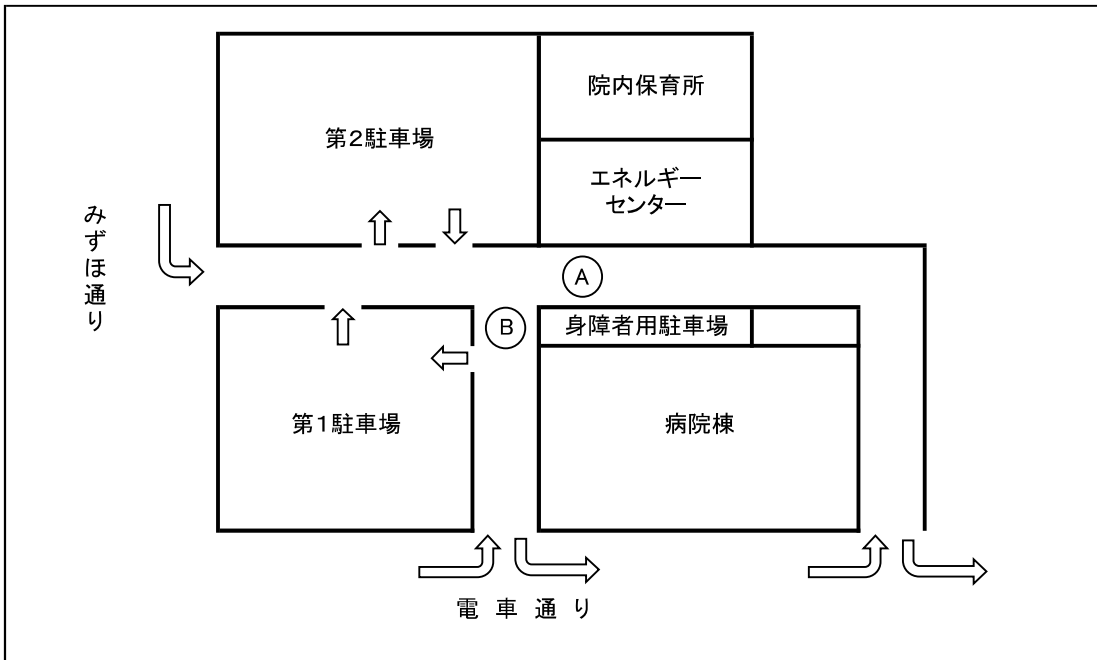 院内保育所
第2駐車場
エネルギー
センター
みずほ通り
A
B
身障者用駐車場
第1駐車場
病院棟
電車通り